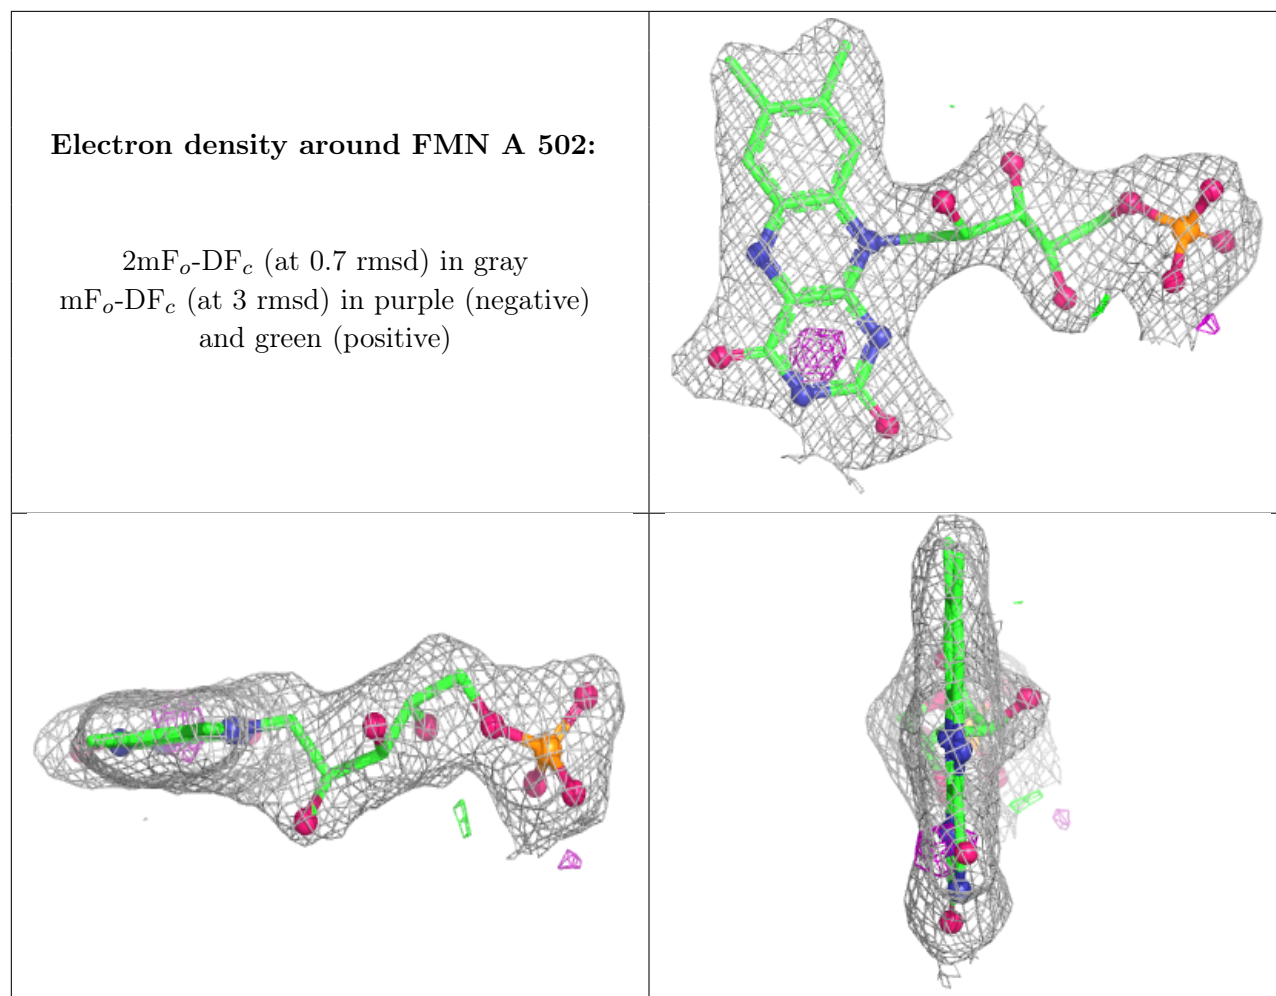 Electron density around FMN A 502:
2mFₒ-DF𝒸 (at 0.7 rmsd) in gray
mFₒ-DF𝒸 (at 3 rmsd) in purple (negative)
and green (positive)